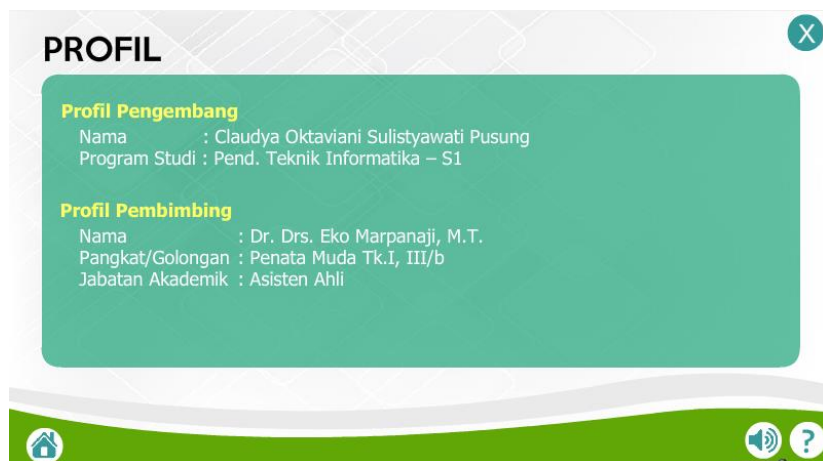 PROFIL
X
Profil Pengembang
Nama : Claudya Oktaviani Sulistyawati Pusung
Program Studi : Pend. Teknik Informatika – S1
Profil Pembimbing
Nama : Dr. Drs. Eko Marpanaji, M.T.
Pangkat/Golongan : Penata Muda Tk.I, III/b
Jabatan Akademik : Asisten Ahli
?